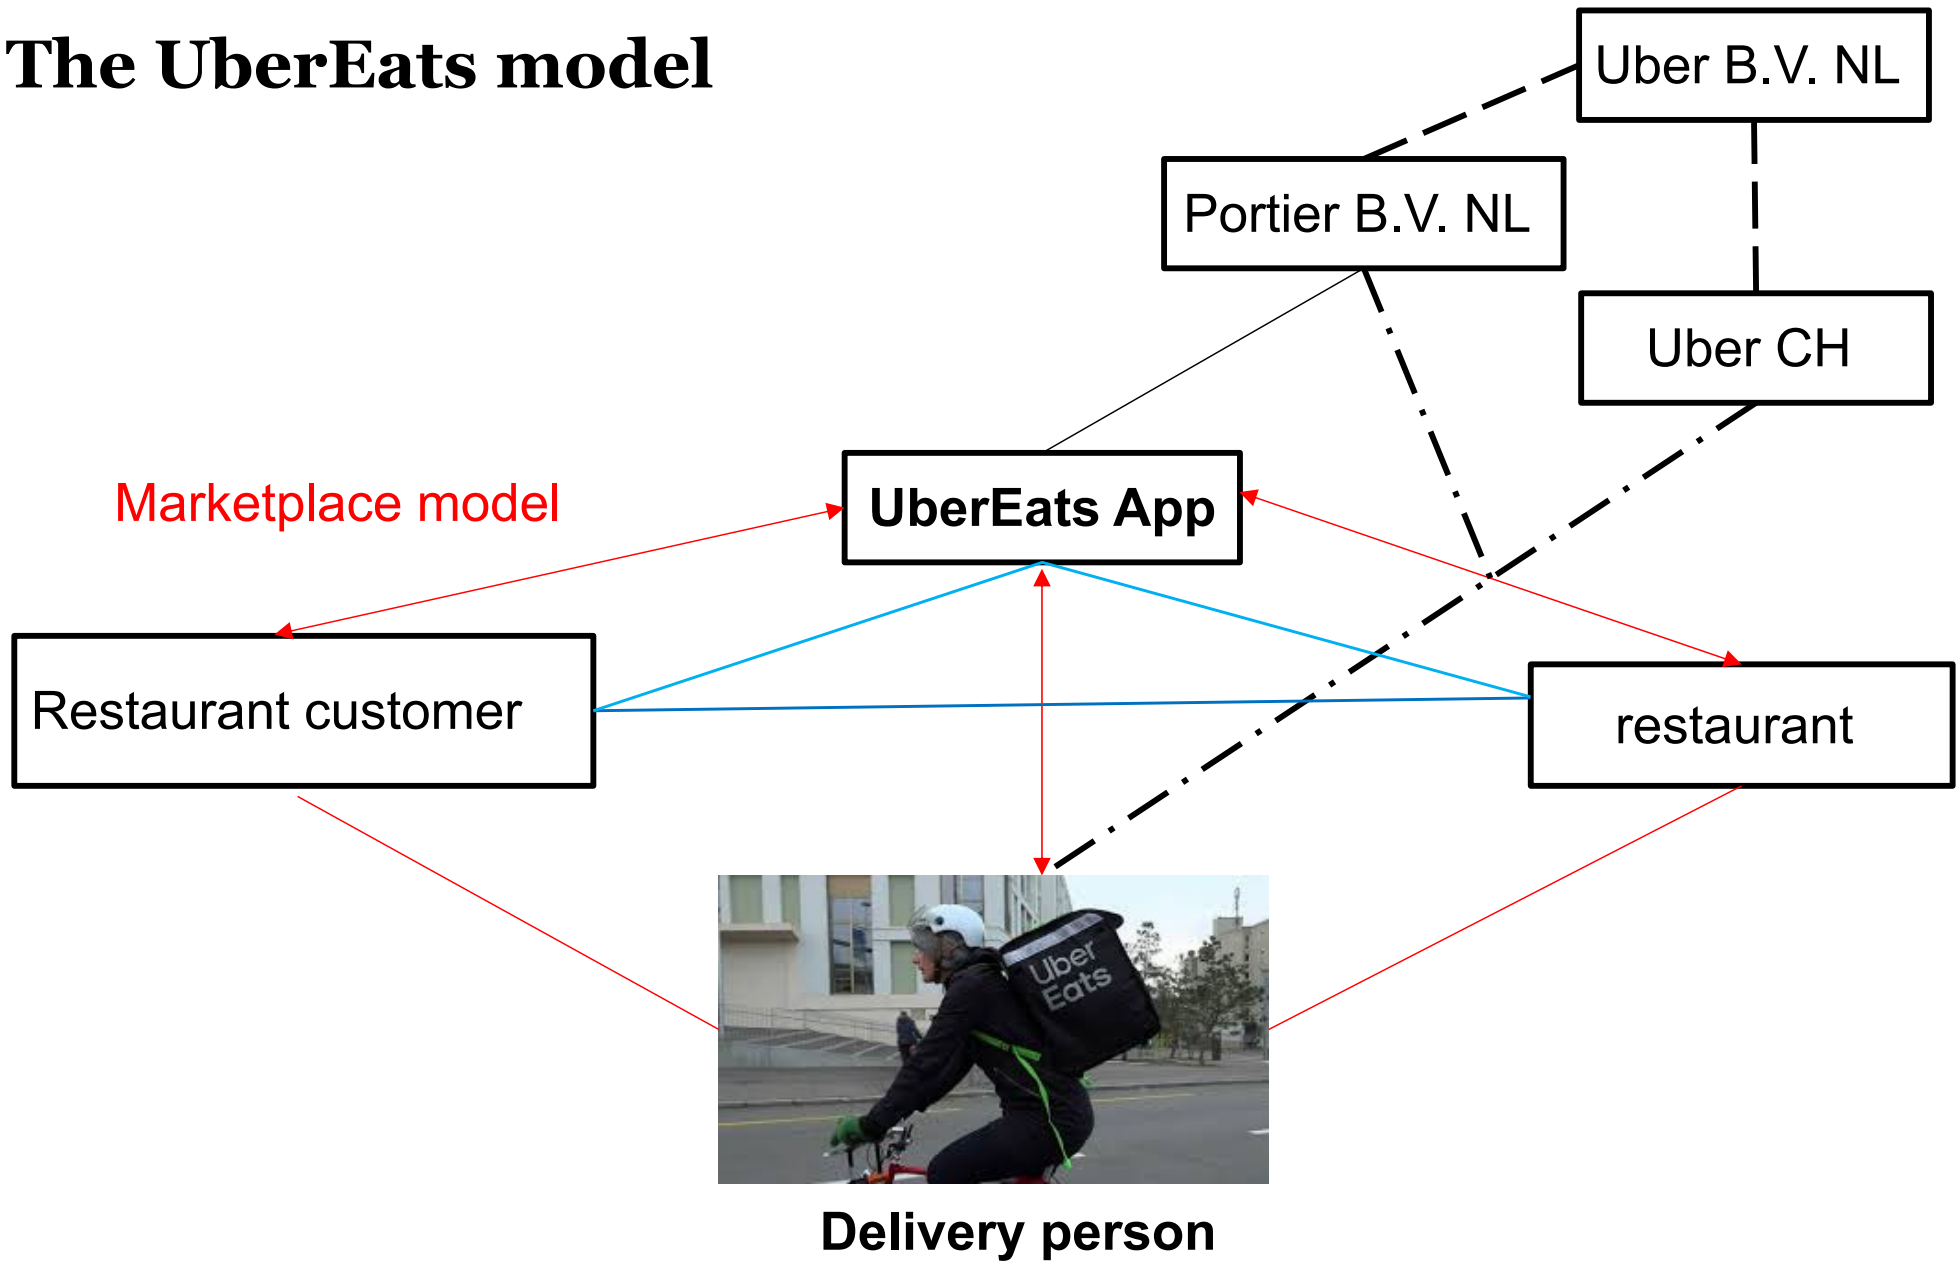 The UberEats model
Uber B.V. NL
Portier B.V. NL
Uber CH
Marketplace model
UberEats App
Restaurant customer
restaurant
Uber
Eats
Delivery person